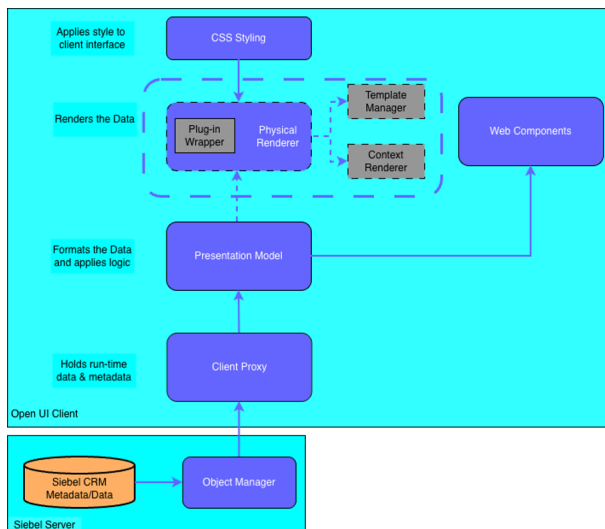 Applies style to
client interface
CSS Styling
Renders the Data
Plug-in
Wrapper
Physical
Renderer
Template
Manager
Context
Renderer
Web Components
Formats the Data
and applies logic
Presentation Model
Holds run-time
data & metadata
Client Proxy
Open UI Client
Siebel CRM
Metadata/Data
Object Manager
Siebel Server